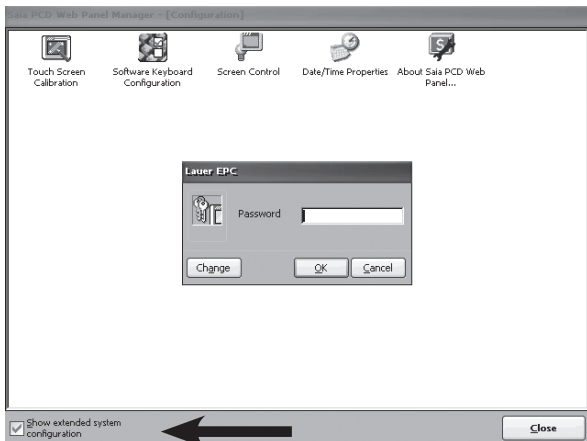 Saia PCD Web Panel Manager - [Configuration]
Touch Screen
Calibration
Software Keyboard
Configuration
Screen Control
Date/Time Properties
About Saia PCD Web
Panel...
Lauer EPC
Password
Change
OK
Cancel
Show extended system
configuration
Close